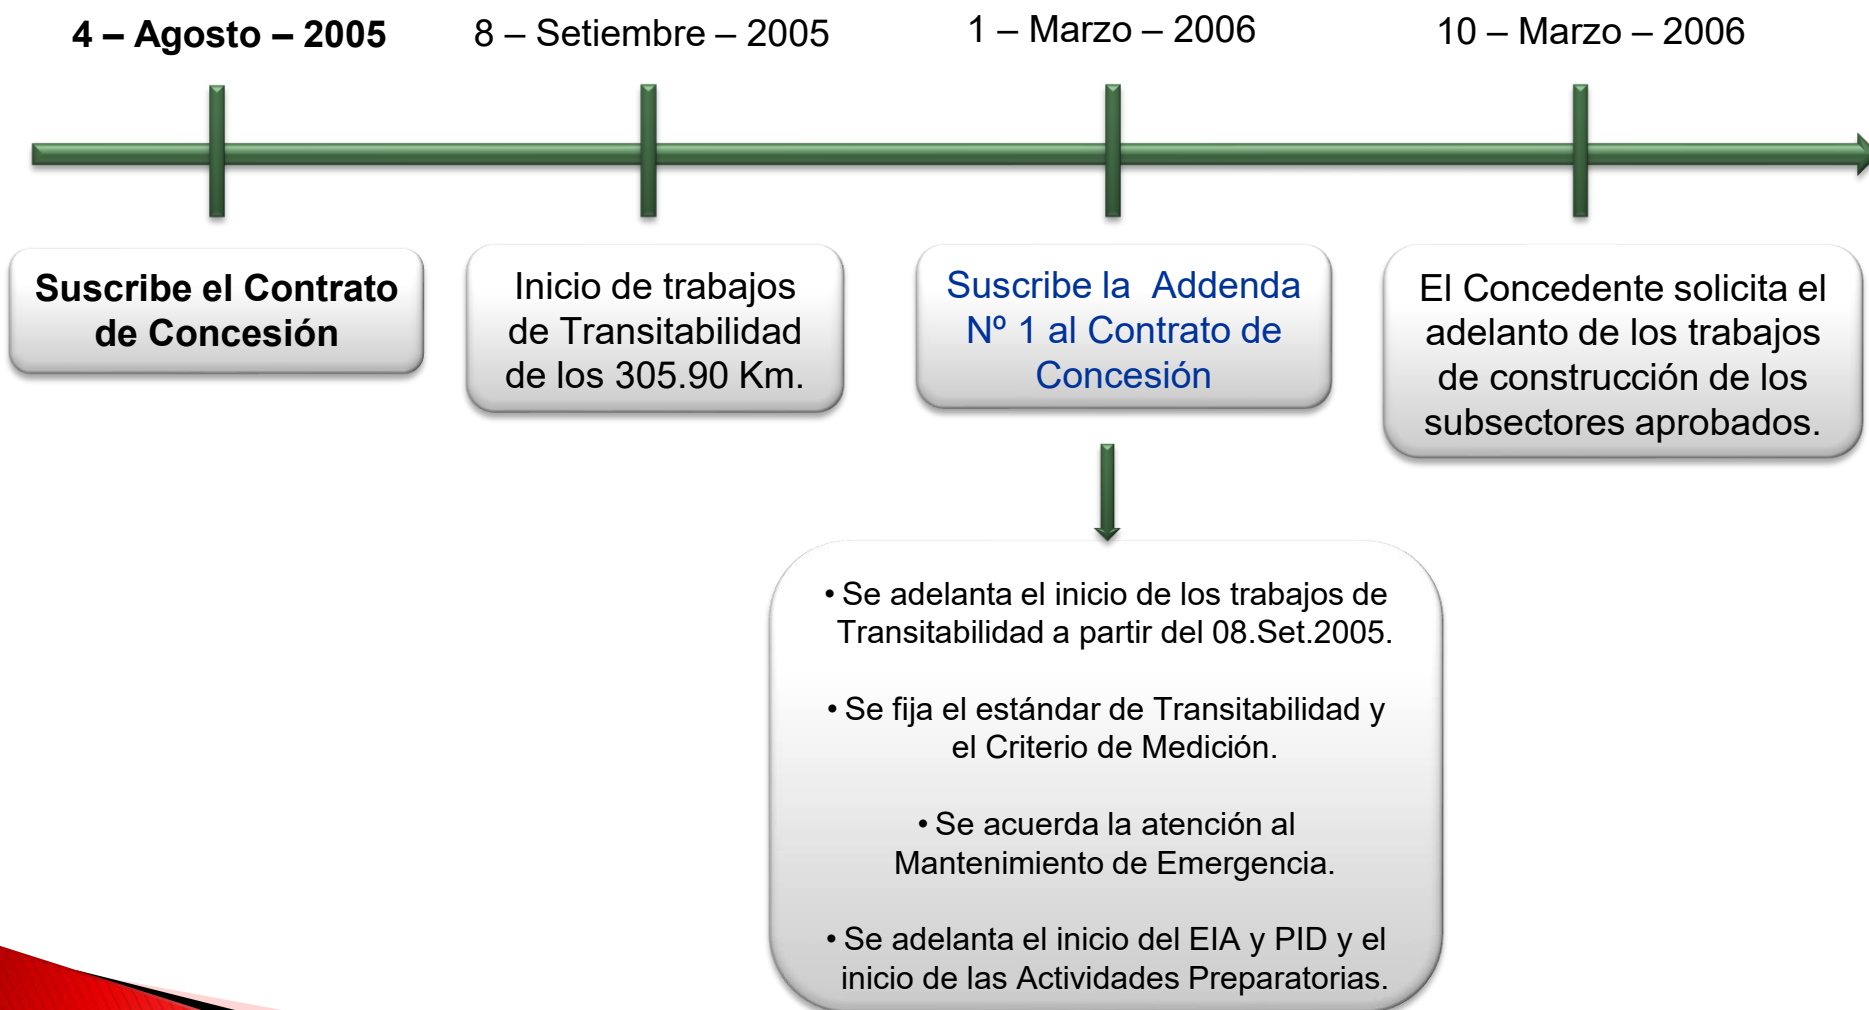 4 – Agosto – 2005
8 – Setiembre – 2005
1 – Marzo – 2006
10 – Marzo – 2006
Suscribe el Contrato
de Concesión
Inicio de trabajos
de Transitabilidad
de los 305.90 Km.
Suscribe la Addenda
Nº 1 al Contrato de
Concesión
El Concedente solicita el
adelanto de los trabajos
de construcción de los
subsectores aprobados.
• Se adelanta el inicio de los trabajos de
Transitabilidad a partir del 08.Set.2005.
• Se fija el estándar de Transitabilidad y
el Criterio de Medición.
• Se acuerda la atención al
Mantenimiento de Emergencia.
• Se adelanta el inicio del EIA y PID y el
inicio de las Actividades Preparatorias.